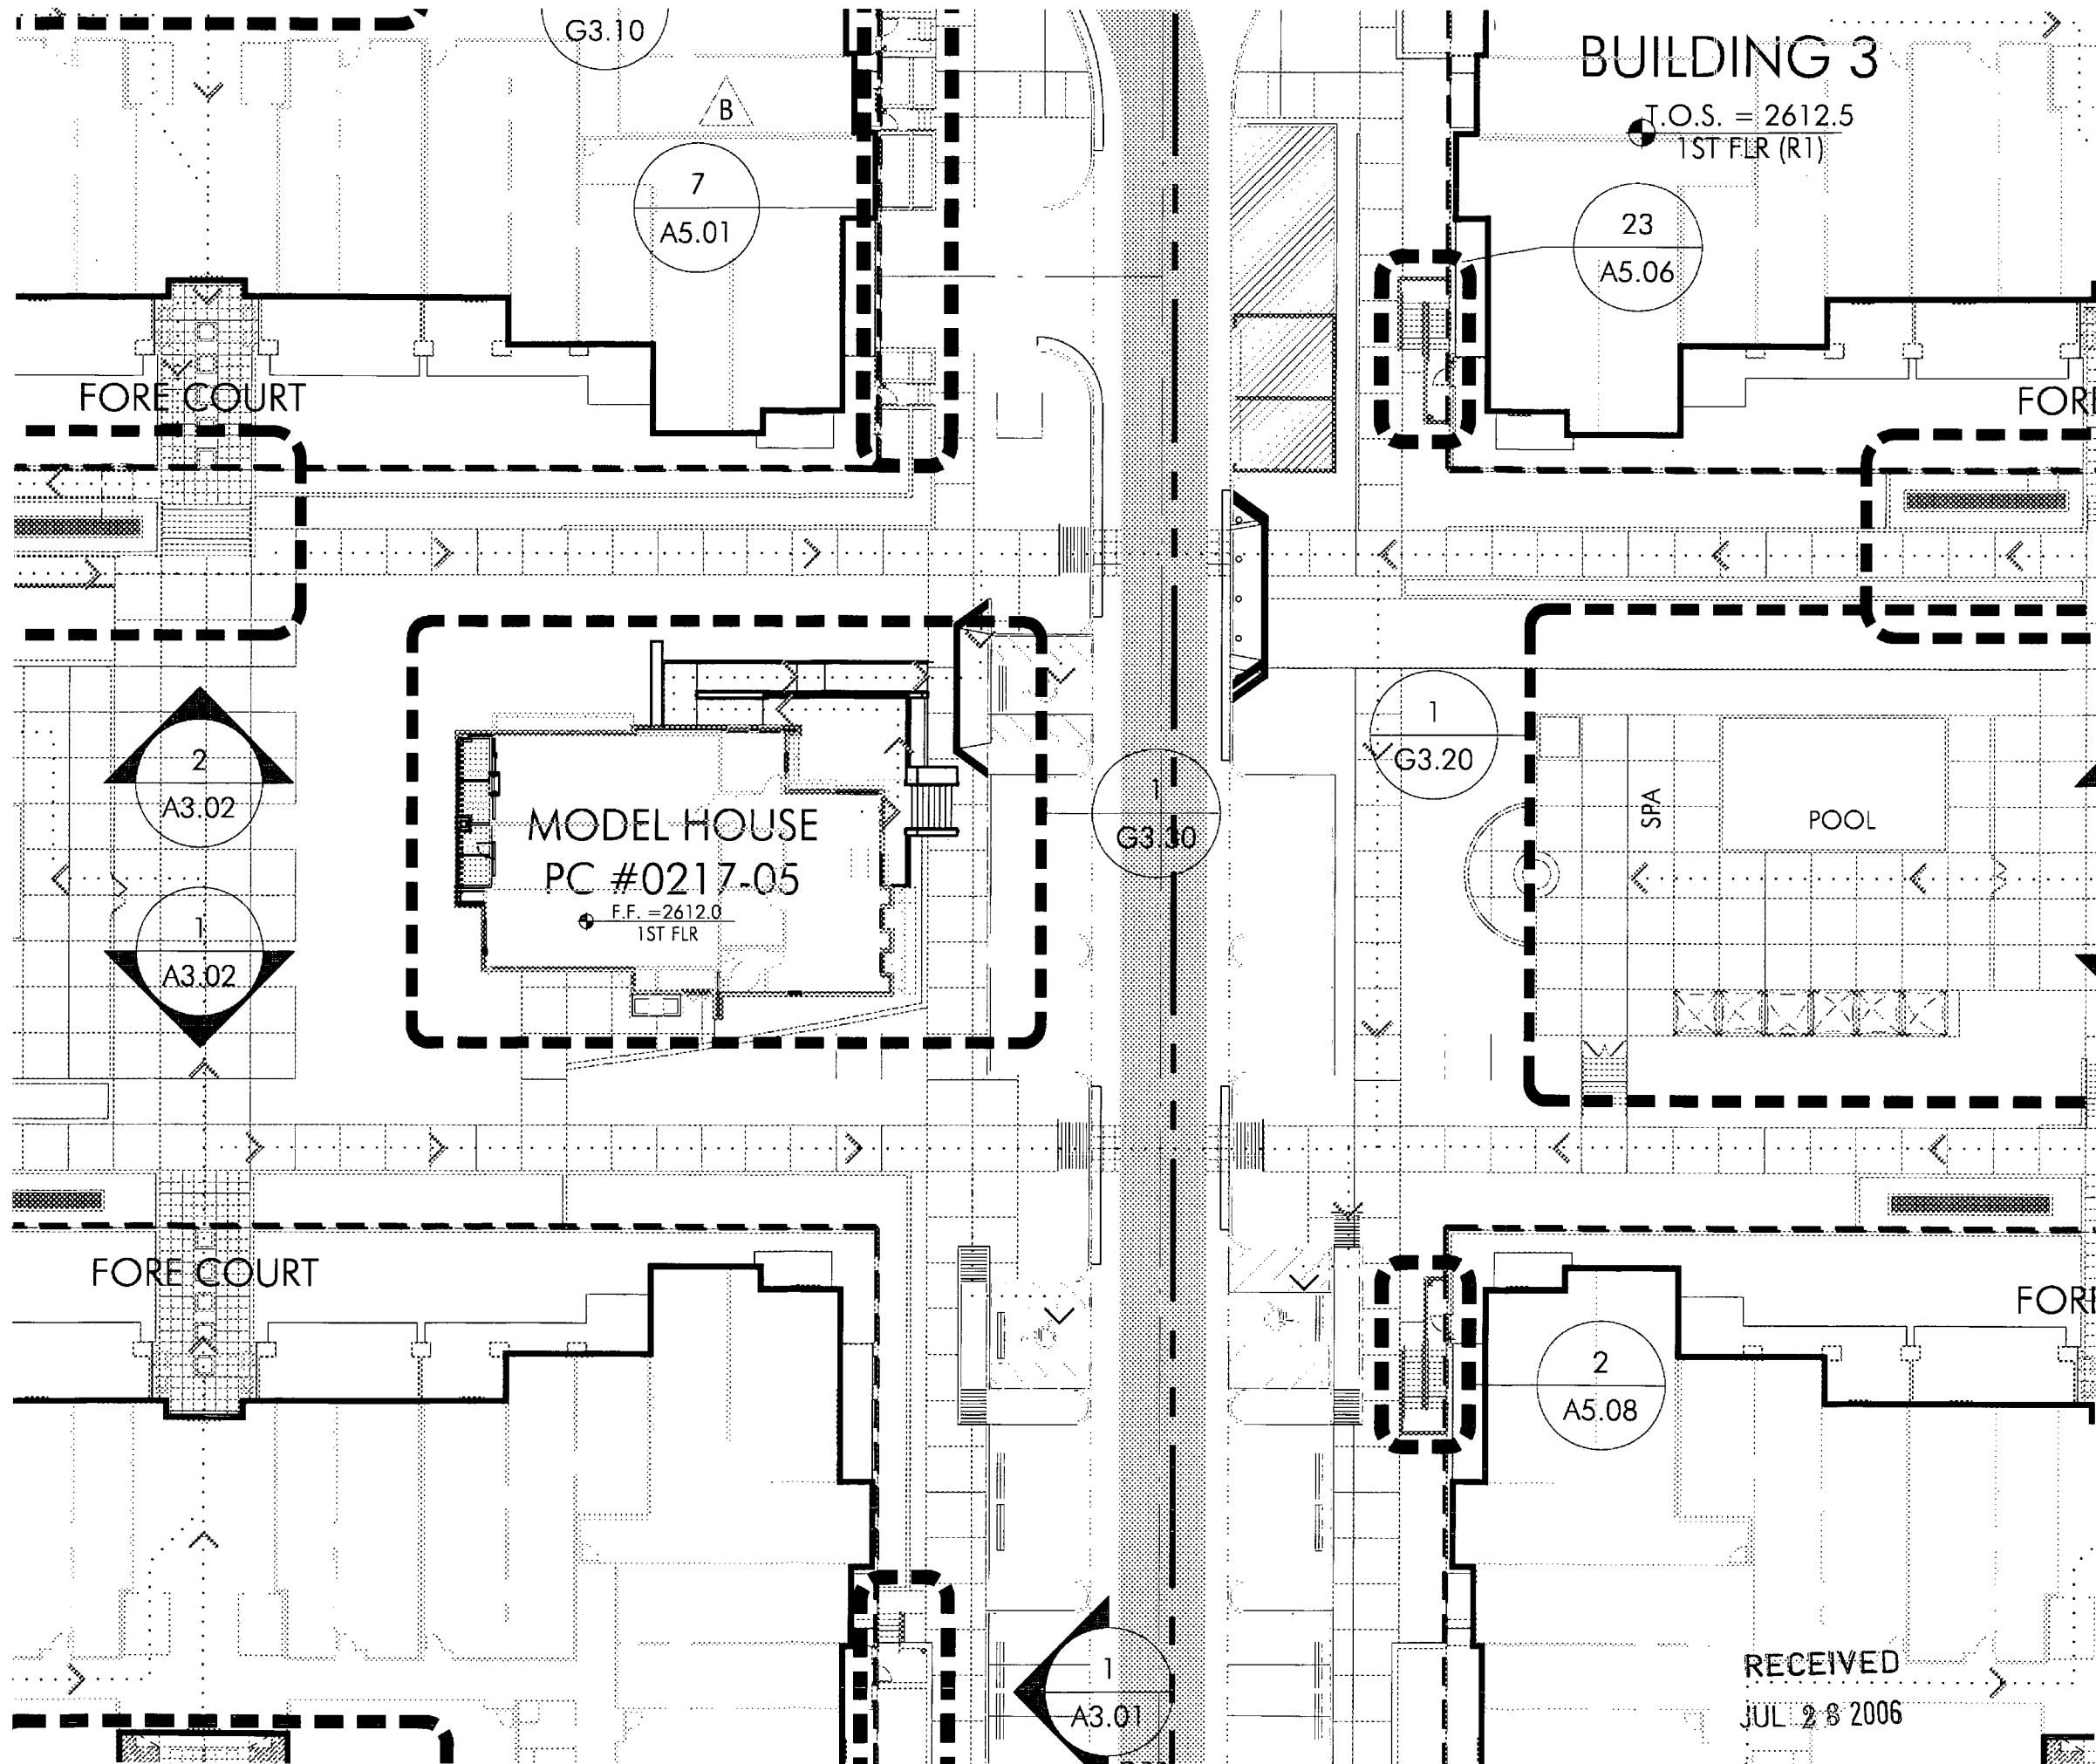 G3.10
BUILDING 3
T.O.S. = 2612.5
1ST FLR (R1)
B
7
A5.01
23
A5.06
FORE COURT
FOR
2
A3.02
1
G3.20
1
G3.30
MODEL HOUSE
PC #0217-05
F.F. =2612.0
1ST FLR
SPA
POOL
1
A3.02
FORE COURT
FOR
2
A5.08
1
A3.01
RECEIVED
JUL 28 2006